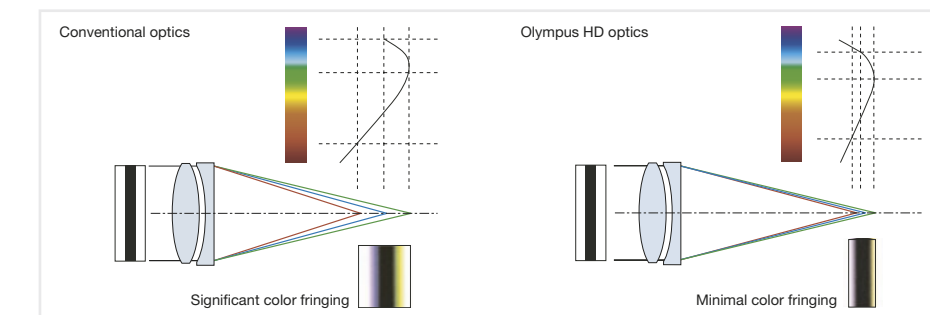 Conventional optics
Olympus HD optics
Significant color fringing
Minimal color fringing